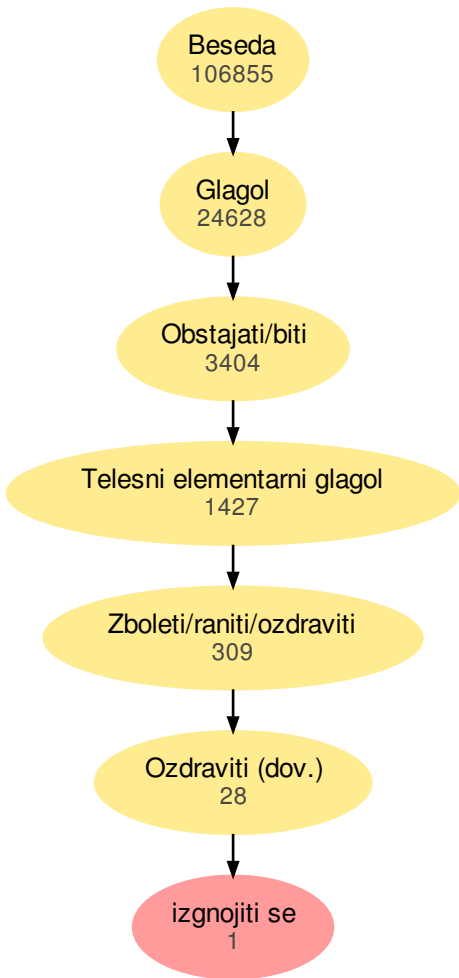 Beseda
106855
Glagol
24628
Obstajati/biti
3404
Telesni elementarni glagol
1427
Zboleti/raniti/ozdraviti
309
Ozdraviti (dov.)
28
izgnojiti se
1